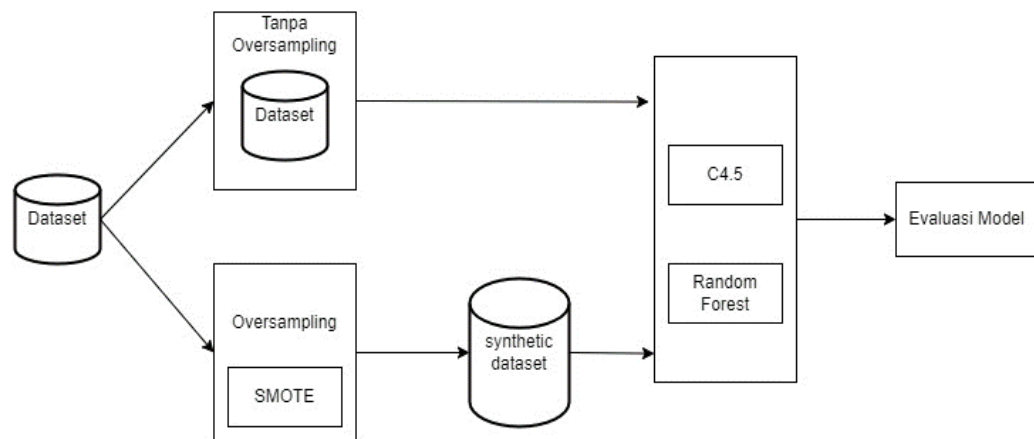 Tanpa
Oversampling
Dataset
Dataset
Oversampling
SMOTE
synthetic
dataset
C4.5
Random
Forest
Evaluasi Model